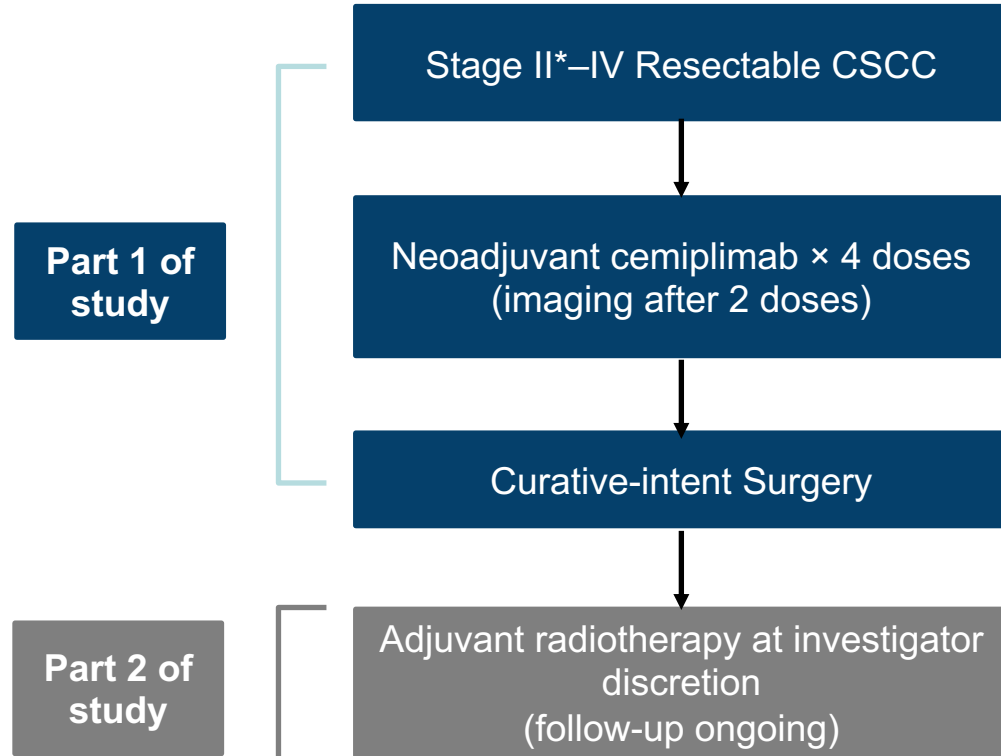 Stage II*–IV Resectable CSCC
Part 1 of
study
Neoadjuvant cemiplimab × 4 doses
(imaging after 2 doses)
Curative-intent Surgery
Part 2 of
study
Adjuvant radiotherapy at investigator
discretion
(follow-up ongoing)